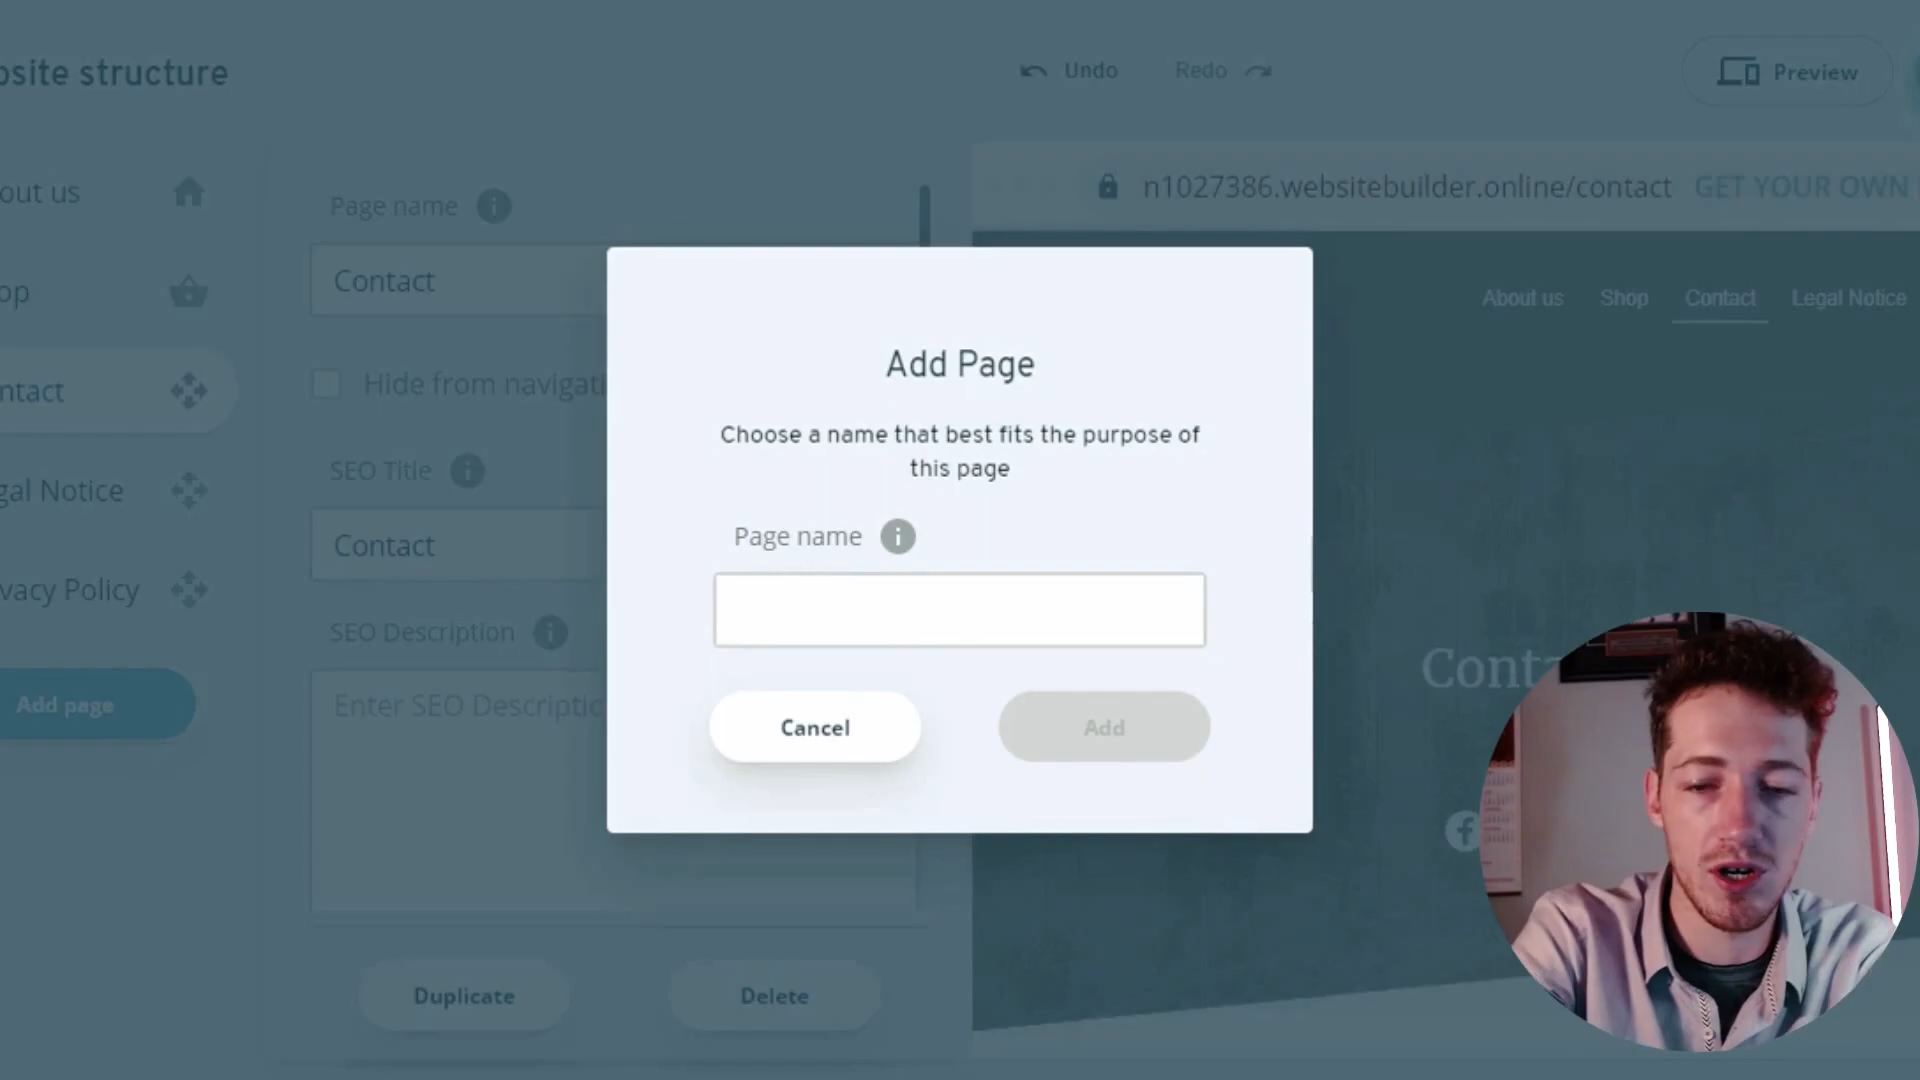 site structure
Undo
Redo
Preview
out us
op
ntact
gal Notice
vacy Policy
Add page
Page name
Contact
Hide from navigati
SEO Title
Contact
SEO Description
Enter SEO Descriptio
Duplicate
Delete
n1027386.websitebuilder.online/contact
GET YOUR OWN
About us
Shop
Contact
Legal Notice
Conta
Add Page
Choose a name that best fits the purpose of
this page
Page name
Cancel
Add